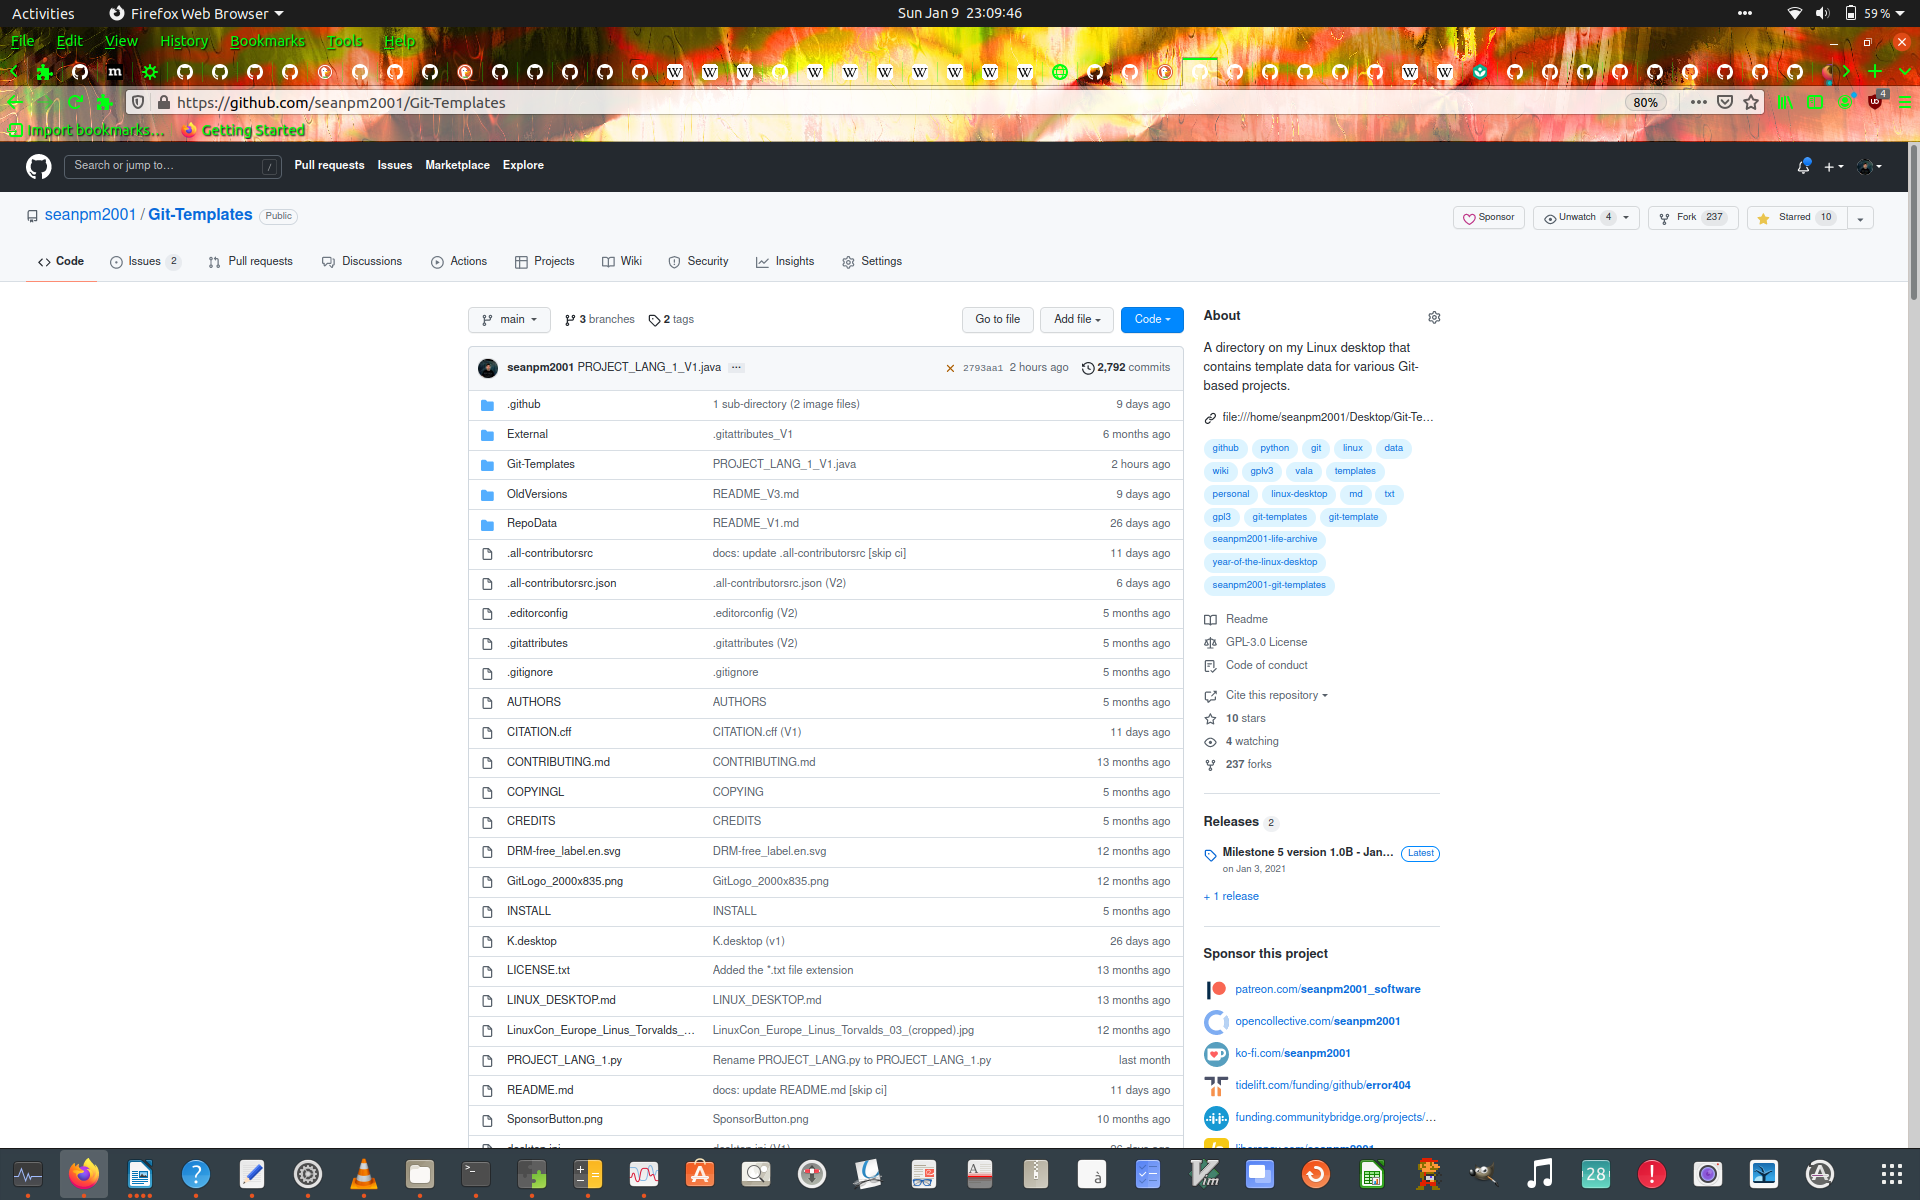 Activities
Firefox Web Browser
Sun Jan 9 23:09:46
59 %
File Edit View History Bookmarks Tools Help
https://github.com/seanpm2001/Git-Templates
80%
4
Import bookmarks...
Getting Started
Search or jump to...
/
Pull requests Issues Marketplace Explore
seanpm2001 / Git-Templates Public
Sponsor
Unwatch 4
Fork 237
Starred 10
Code
Issues 2
Pull requests
Discussions
Actions
Projects
Wiki
Security
Insights
Settings
main
3 branches
2 tags
Go to file
Add file
Code
seanpm2001 PROJECT_LANG_1_V1.java ... 2793aa1 2 hours ago 2,792 commits
.github 1 sub-directory (2 image files) 9 days ago
External .gitattributes_V1 6 months ago
Git-Templates PROJECT_LANG_1_V1.java 2 hours ago
OldVersions README_V3.md 9 days ago
RepoData README_V1.md 26 days ago
.all-contributorsrc docs: update .all-contributorsrc [skip ci] 11 days ago
.all-contributorsrc.json .all-contributorsrc.json (V2) 6 days ago
.editorconfig .editorconfig (V2) 5 months ago
.gitattributes .gitattributes (V2) 5 months ago
.gitignore .gitignore 5 months ago
AUTHORS AUTHORS 5 months ago
CITATION.cff CITATION.cff (V1) 11 days ago
CONTRIBUTING.md CONTRIBUTING.md 13 months ago
COPYINGL COPYING 5 months ago
CREDITS CREDITS 5 months ago
DRM-free_label.en.svg DRM-free_label.en.svg 12 months ago
GitLogo_2000x835.png GitLogo_2000x835.png 12 months ago
INSTALL INSTALL 5 months ago
K.desktop K.desktop (v1) 26 days ago
LICENSE.txt Added the *.txt file extension 13 months ago
LINUX_DESKTOP.md LINUX_DESKTOP.md 13 months ago
LinuxCon_Europe_Linus_Torvalds_... LinuxCon_Europe_Linus_Torvalds_03_(cropped).jpg 12 months ago
PROJECT_LANG_1.py Rename PROJECT_LANG.py to PROJECT_LANG_1.py last month
README.md docs: update README.md [skip ci] 11 days ago
SponsorButton.png SponsorButton.png 10 months ago
About
A directory on my Linux desktop that
contains template data for various Git-
based projects.
file:///home/seanpm2001/Desktop/Git-Te...
github python git linux data
wiki gplv3 vala templates
personal linux-desktop md txt
gpl3 git-templates git-template
seanpm2001-life-archive
year-of-the-linux-desktop
seanpm2001-git-templates
Readme
GPL-3.0 License
Code of conduct
Cite this repository
10 stars
4 watching
237 forks
Releases 2
Milestone 5 version 1.0B - Jan... Latest
on Jan 3, 2021
+ 1 release
Sponsor this project
patreon.com/seanpm2001_software
opencollective.com/seanpm2001
ko-fi.com/seanpm2001
tidelift.com/funding/github/error404
funding.communitybridge.org/projects/...
28